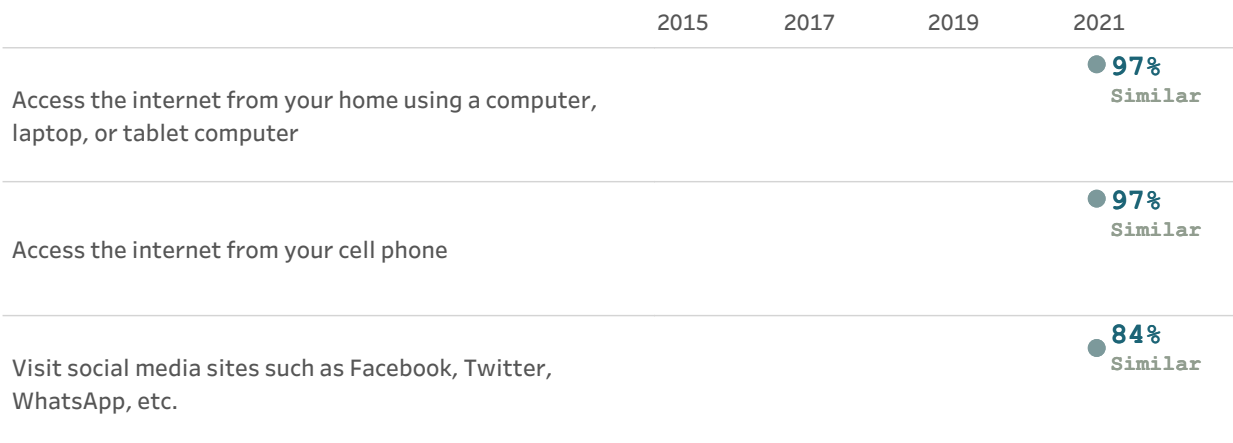 2015 2017 2019 2021
97%
Similar
Access the internet from your home using a computer,
laptop, or tablet computer
97%
Similar
Access the internet from your cell phone
84%
Similar
Visit social media sites such as Facebook, Twitter,
WhatsApp, etc.